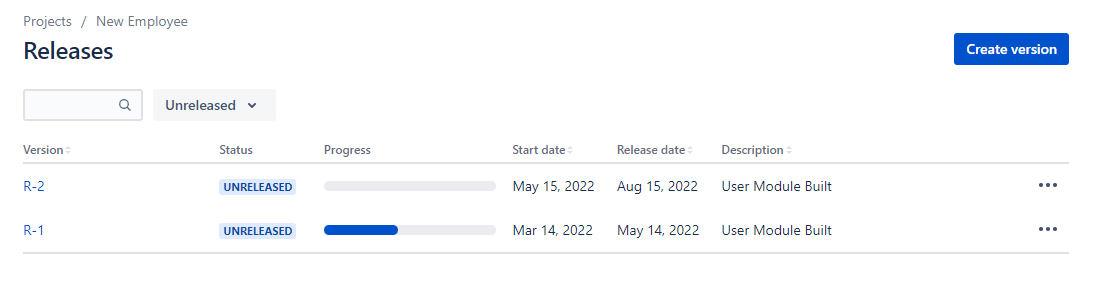 Projects / New Employee
Releases
Create version
Unreleased
Version Status Progress Start date Release date Description
R-2 UNRELEASED May 15, 2022 Aug 15, 2022 User Module Built
R-1 UNRELEASED Mar 14, 2022 May 14, 2022 User Module Built